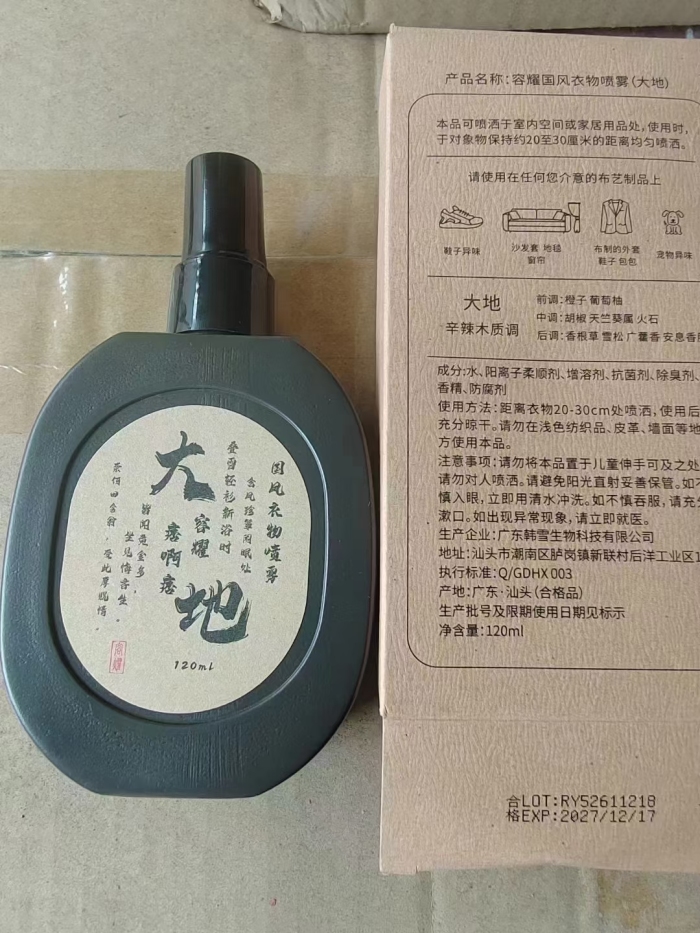 国风衣物喷雾
含风珍簟闲眠处
叠雪轻衫新浴时
大地
容耀
120ml
容耀
产品名称:容耀国风衣物喷雾(大地)
本品可喷洒于室内空间或家居用品处,使用时,
于对象物保持约20至30厘米的距离均匀喷洒。
请使用在任何您介意的布艺制品上
鞋子异味
沙发套 地毯
窗帘
布制的外套
鞋子 包包
宠物异味
大地
辛辣木质调
前调:橙子 葡萄柚
中调:胡椒 天竺葵属 火石
后调:香根草 雪松 广藿香 安息香
成分:水、阳离子柔顺剂、增溶剂、抗菌剂、除臭剂、
香精、防腐剂
使用方法:距离衣物20-30cm处喷洒,使用后
充分晾干。请勿在浅色纺织品、皮革、墙面等地
方使用本品。
注意事项:请勿将本品置于儿童伸手可及之处
请勿对人喷洒。请避免阳光直射妥善保管。如不
慎入眼,立即用清水冲洗。如不慎吞服,请充
漱口。如出现异常现象,请立即就医。
生产企业:广东韩雪生物科技有限公司
地址:汕头市潮南区胪岗镇新联村后洋工业区
执行标准:Q/GDHX 003
产地:广东·汕头(合格品)
生产批号及限期使用日期见标示
净含量:120ml
合LOT:RY52611218
格EXP:2027/12/17